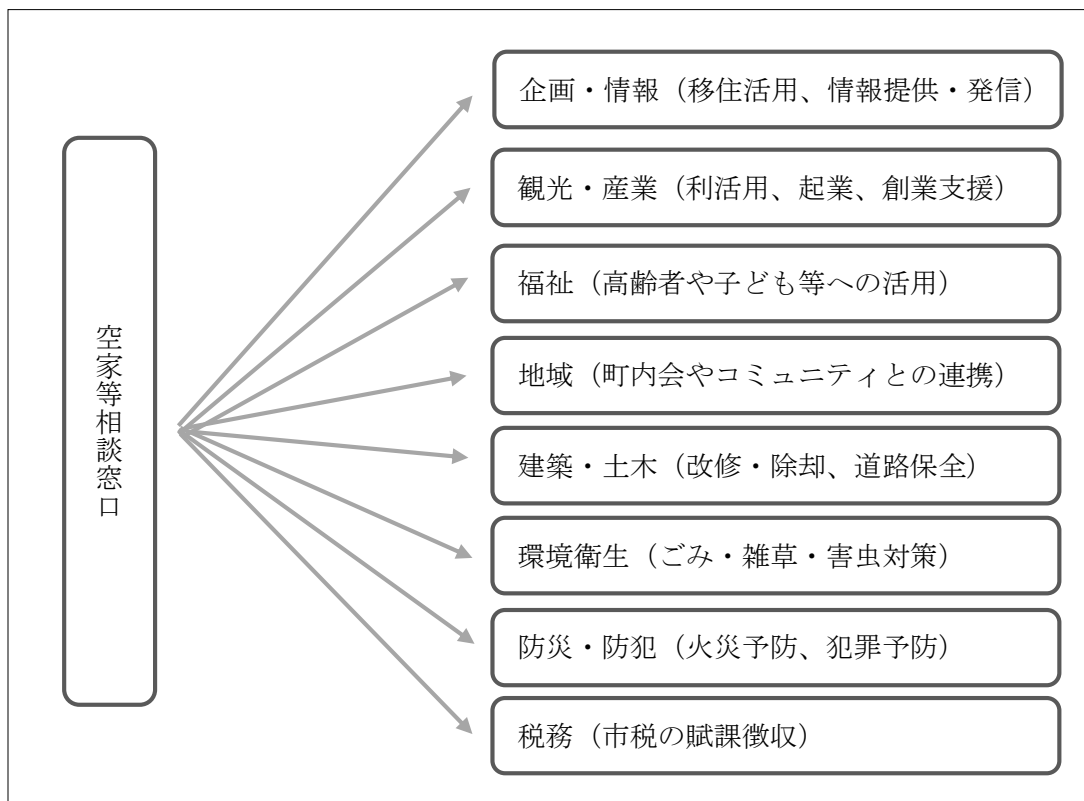 空家等相談窓口
企画・情報（移住活用、情報提供・発信）
観光・産業（利活用、起業、創業支援）
福祉（高齢者や子ども等への活用）
地域（町内会やコミュニティとの連携）
建築・土木（改修・除却、道路保全）
環境衛生（ごみ・雑草・害虫対策）
防災・防犯（火災予防、犯罪予防）
税務（市税の賦課徴収）